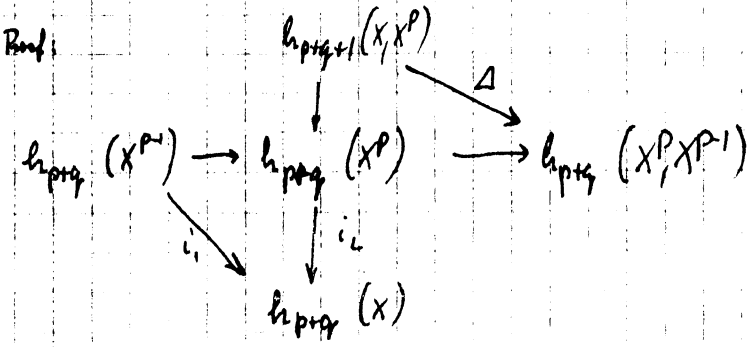 Proof: h_{p+q+1}(X, X^p)
Δ
h_{p+q}(X^{p-1}) → h_{p+q}(X^p) → h_{p+q}(X^p, X^{p-1})
i_1 i_2
h_{p+q}(X)